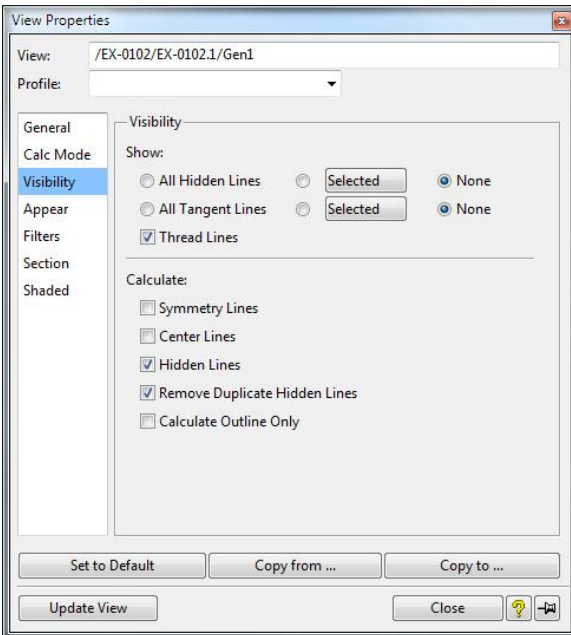 View Properties
View: /EX-0102/EX-0102.1/Gen1
Profile:
General
Calc Mode
Visibility
Appear
Filters
Section
Shaded
Visibility
Show:
All Hidden Lines Selected None
All Tangent Lines Selected None
Thread Lines
Calculate:
Symmetry Lines
Center Lines
Hidden Lines
Remove Duplicate Hidden Lines
Calculate Outline Only
Set to Default Copy from ... Copy to ...
Update View Close ?